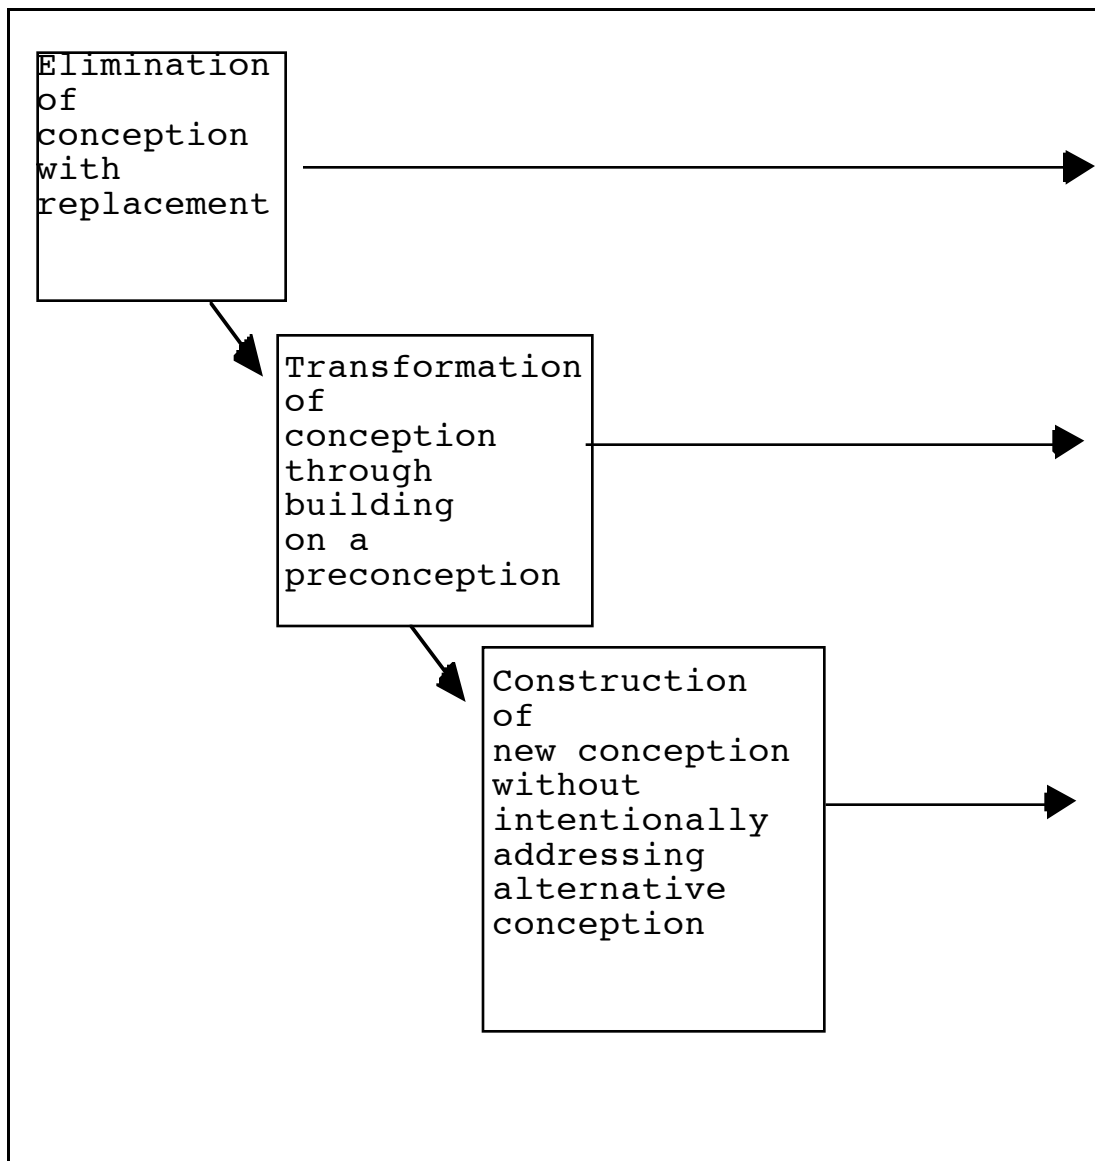 Elimination
of
conception
with
replacement
Transformation
of
conception
through
building
on a
preconception
Construction
of
new conception
without
intentionally
addressing
alternative
conception